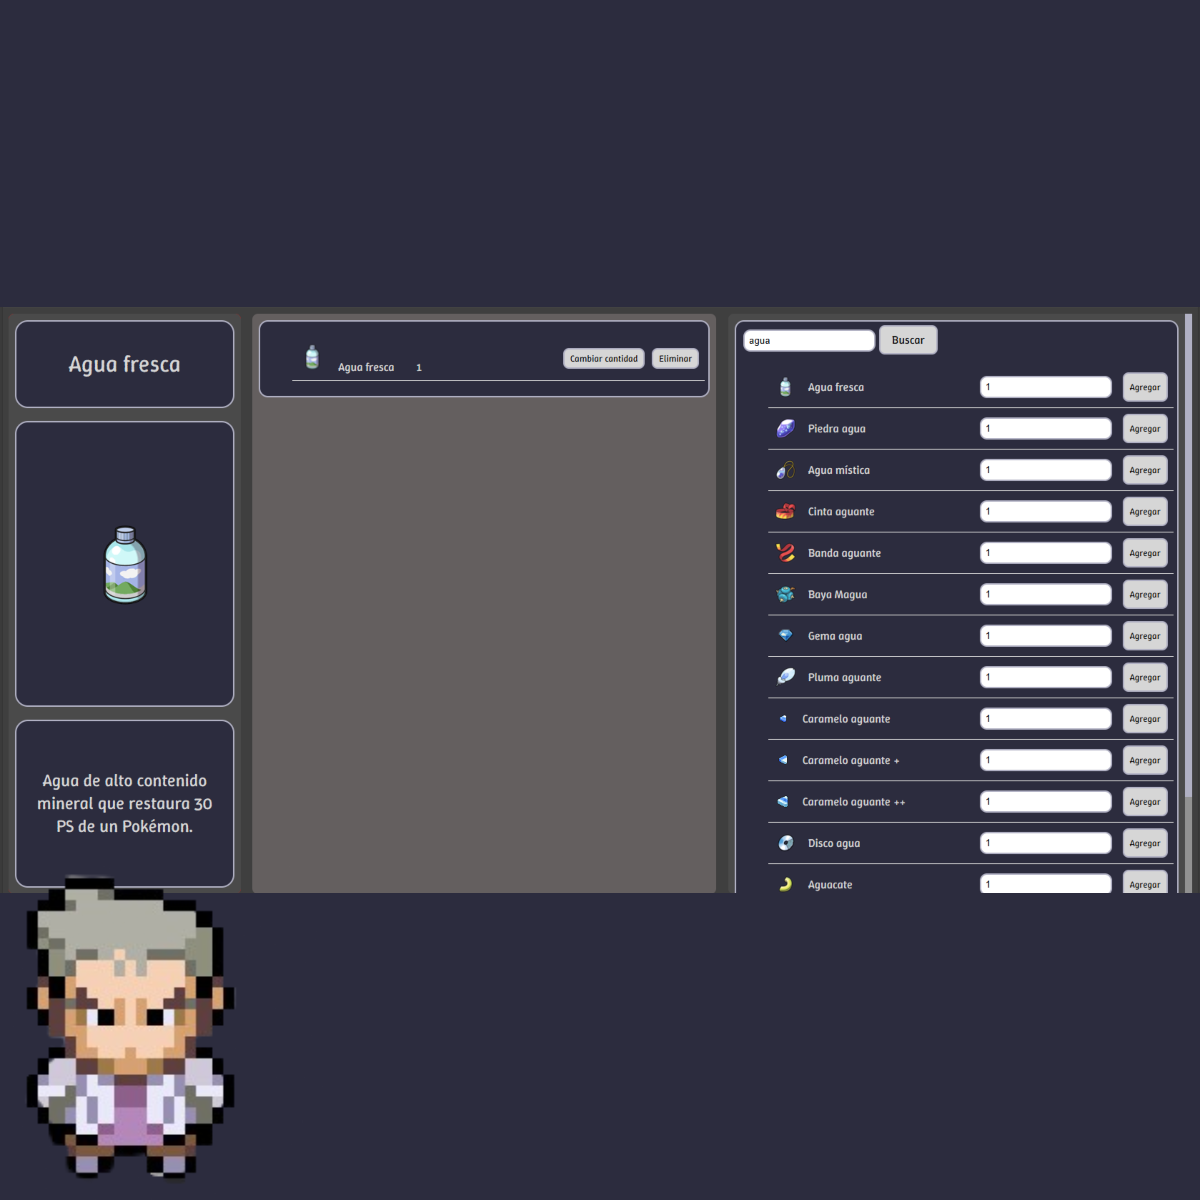 Agua fresca
Agua de alto contenido
mineral que restaura 30
PS de un Pokémon.
Agua fresca 1 Cambiar cantidad Eliminar
agua Buscar
Agua fresca 1 Agregar
Piedra agua 1 Agregar
Agua mística 1 Agregar
Cinta aguante 1 Agregar
Banda aguante 1 Agregar
Baya Magua 1 Agregar
Gema agua 1 Agregar
Pluma aguante 1 Agregar
Caramelo aguante 1 Agregar
Caramelo aguante + 1 Agregar
Caramelo aguante ++ 1 Agregar
Disco agua 1 Agregar
Aguacate 1 Agregar